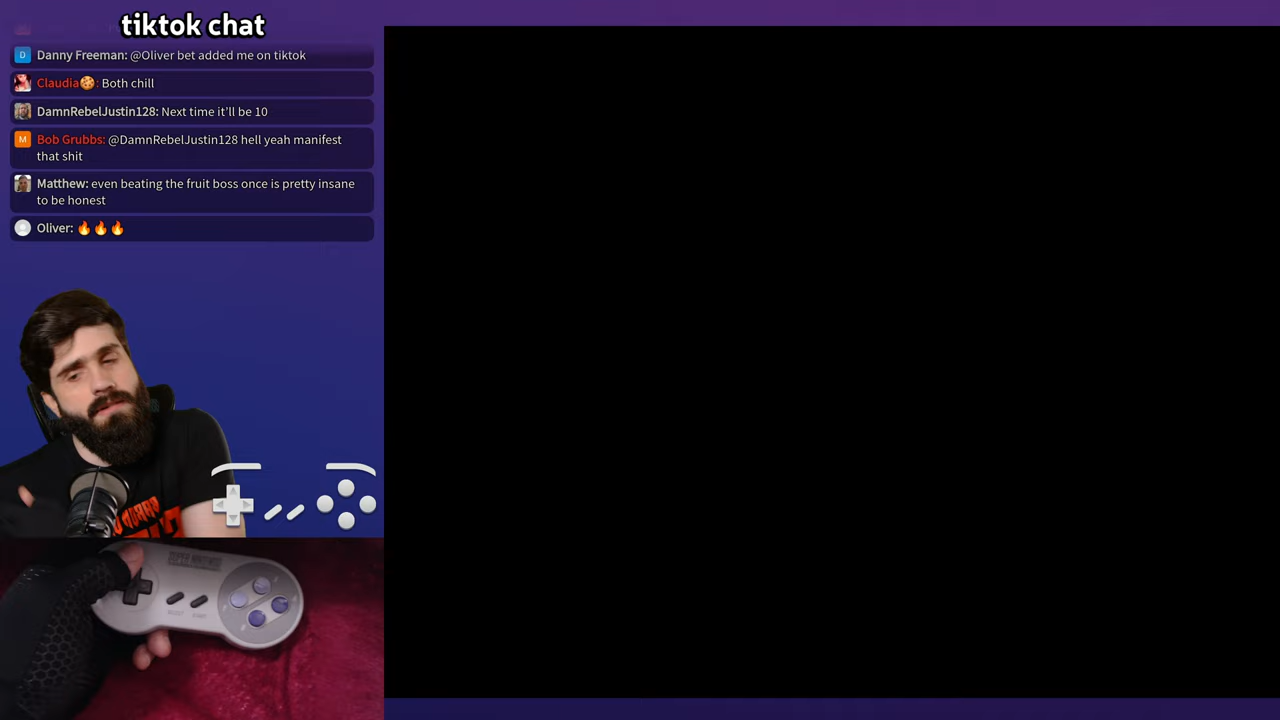 tiktok chat
D Danny Freeman: @Oliver bet added me on tiktok
Claudia🍪: Both chill
DamnRebelJustin128: Next time it'll be 10
M Bob Grubbs: @DamnRebelJustin128 hell yeah manifest
that shit
Matthew: even beating the fruit boss once is pretty insane
to be honest
Oliver: 🔥🔥🔥